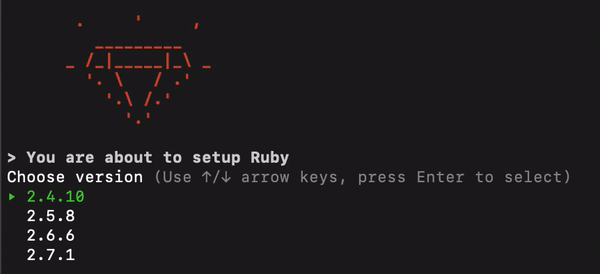 > You are about to setup Ruby
Choose version (Use ↑/↓ arrow keys, press Enter to select)
▸ 2.4.10
2.5.8
2.6.6
2.7.1